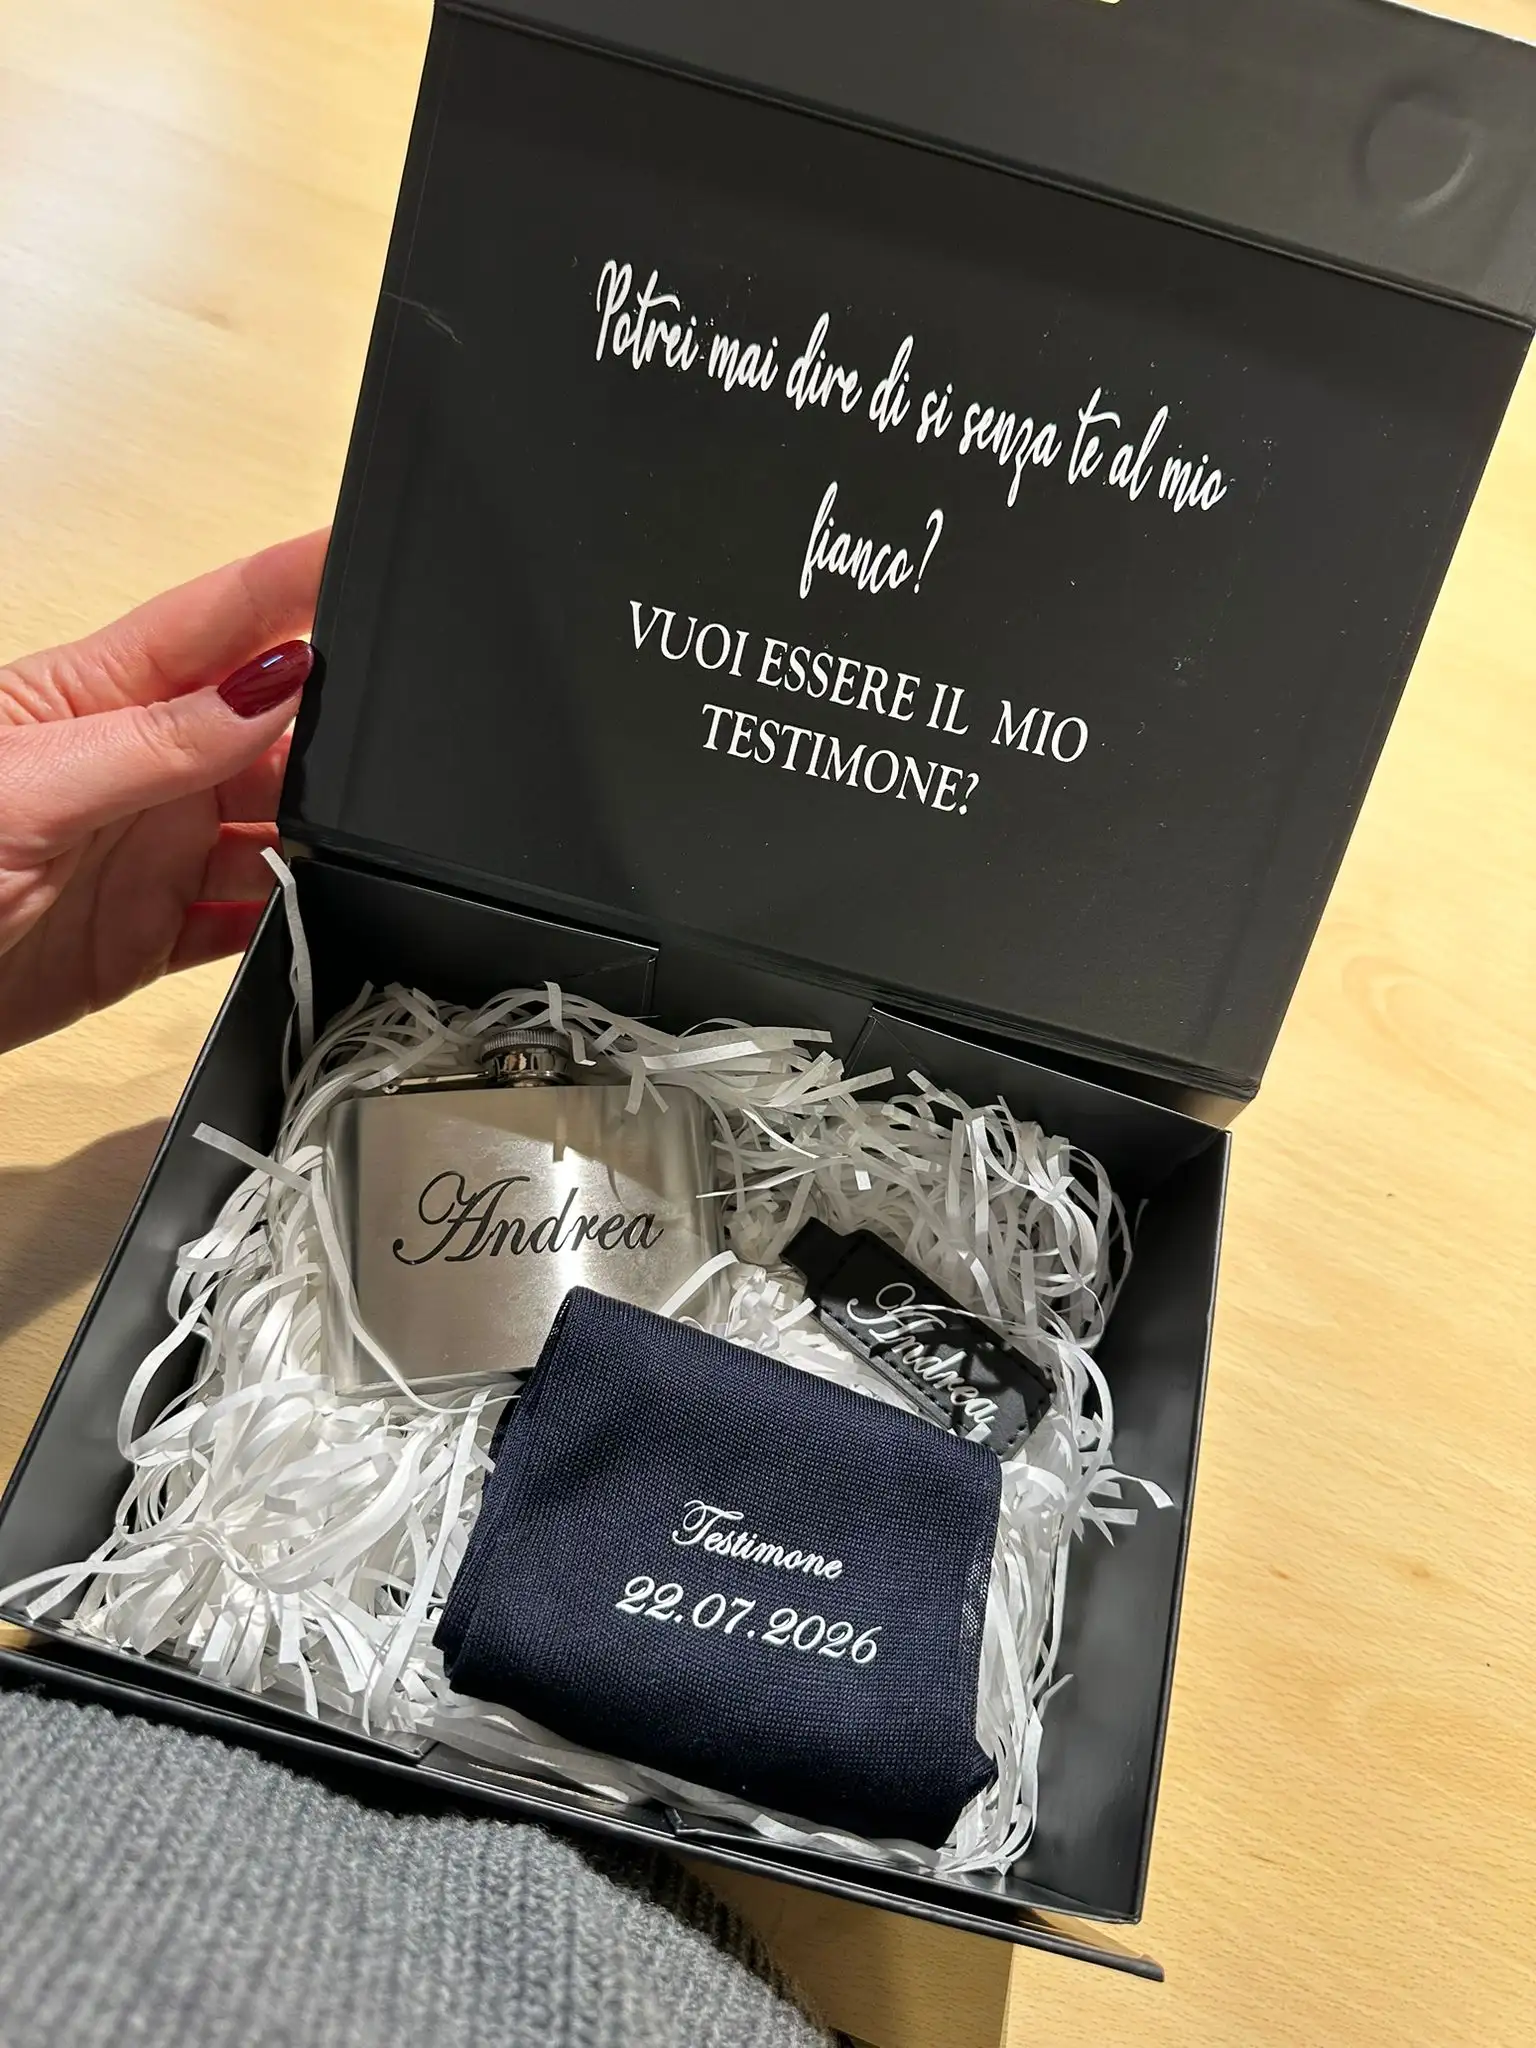 Potrei mai dire di si senza te al mio
fianco?
VUOI ESSERE IL MIO
TESTIMONE?
Andrea
Andrea
Testimone
22.07.2026